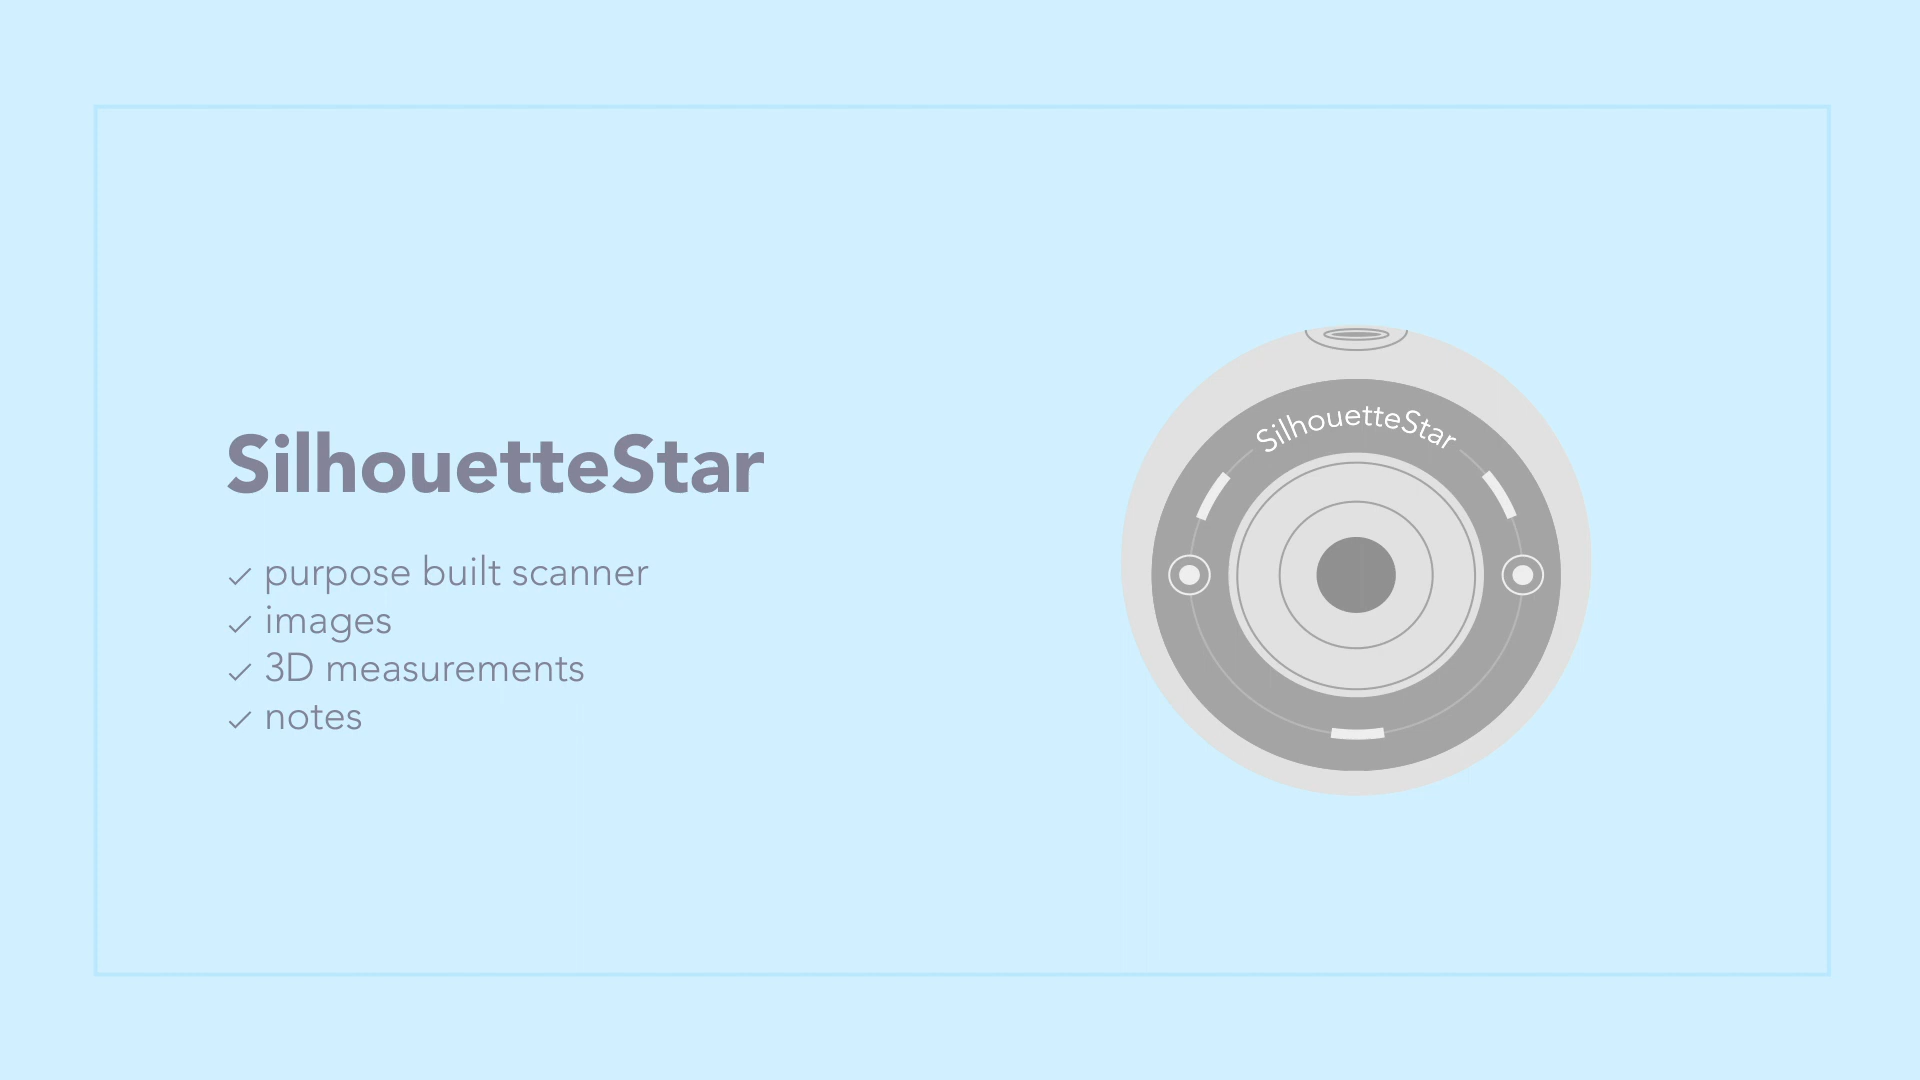 SilhouetteStar
✓ purpose built scanner
✓ images
✓ 3D measurements
✓ notes
SilhouetteStar